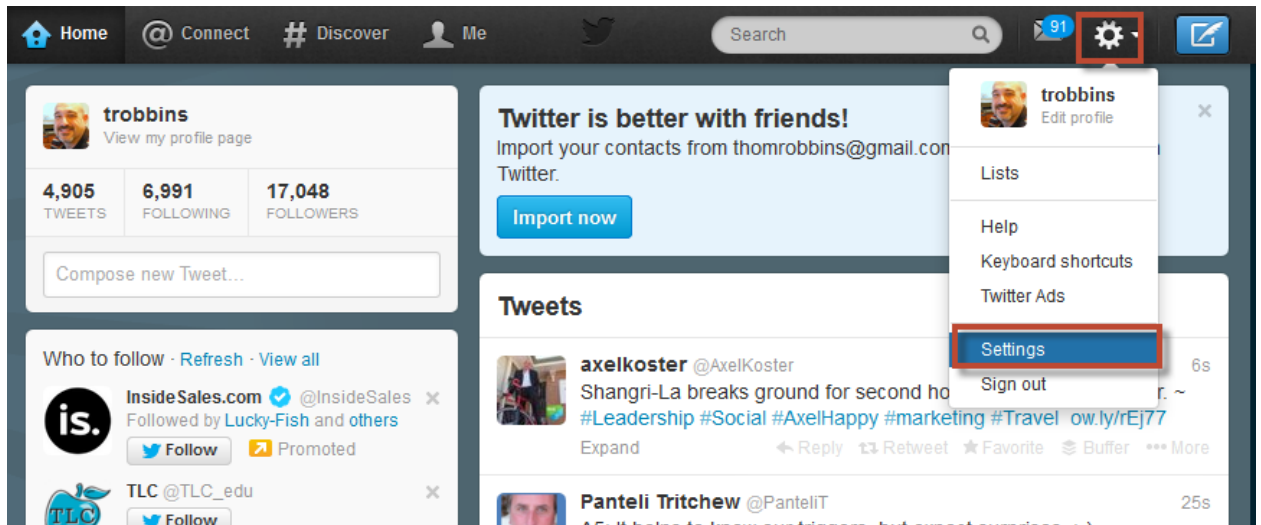 Home
Connect
Discover
Me
Search
91
trobbins
View my profile page
4,905
TWEETS
6,991
FOLLOWING
17,048
FOLLOWERS
Compose new Tweet...
Who to follow · Refresh · View all
is.
InsideSales.com @InsideSales
Followed by Lucky-Fish and others
Follow
Promoted
TLC @TLC_edu
TLC
Follow
Twitter is better with friends!
Import your contacts from thomrobbins@gmail.com
Twitter.
Import now
trobbins
Edit profile
Lists
Help
Keyboard shortcuts
Twitter Ads
Settings
Sign out
Tweets
axelkoster @AxelKoster 6s
Shangri-La breaks ground for second ho r. ~
#Leadership #Social #AxelHappy #marketing #Travel ow.ly/rEj77
Expand Reply Retweet Favorite Buffer More
Panteli Tritchew @PanteliT 25s